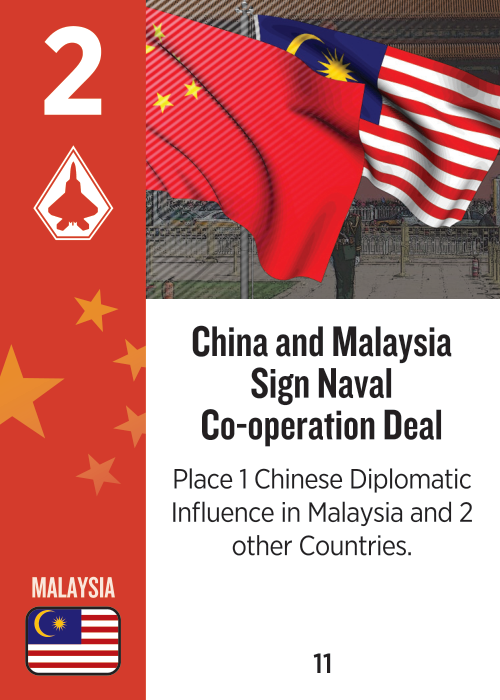 2
China and Malaysia
Sign Naval
Co-operation Deal
Place 1 Chinese Diplomatic
Influence in Malaysia and 2
other Countries.
MALAYSIA
11